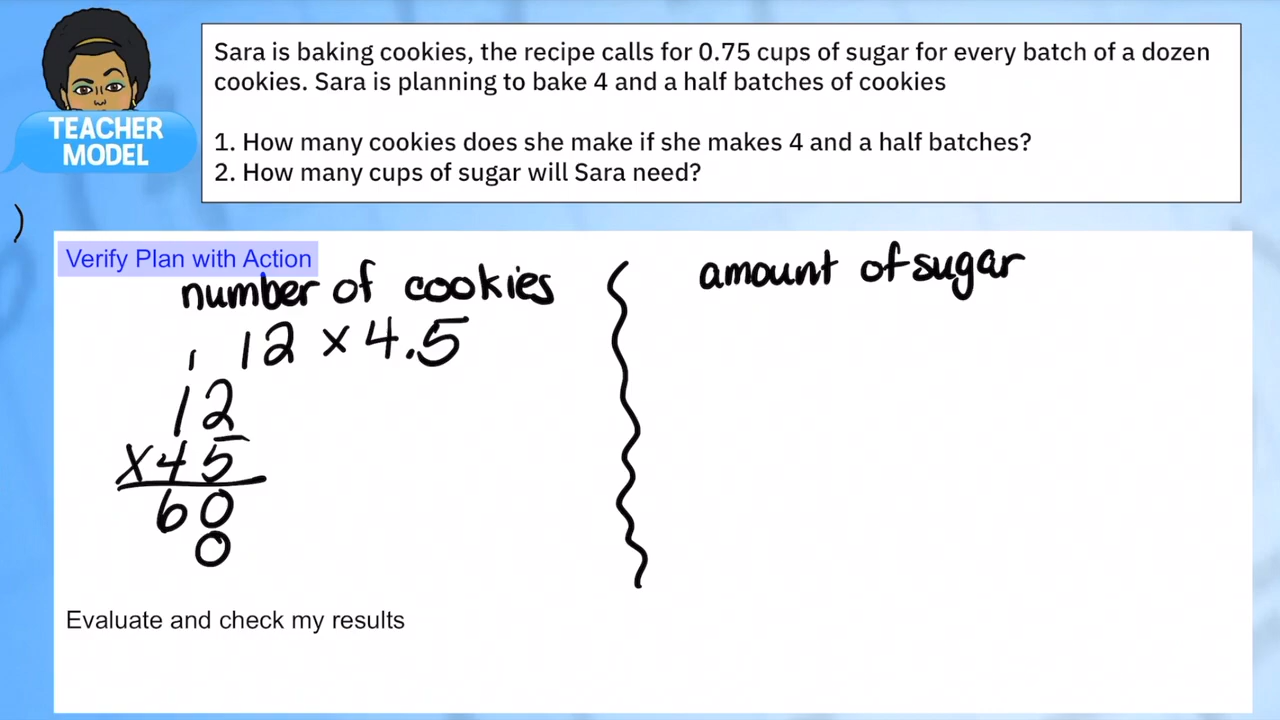 Sara is baking cookies, the recipe calls for 0.75 cups of sugar for every batch of a dozen
cookies. Sara is planning to bake 4 and a half batches of cookies
1. How many cookies does she make if she makes 4 and a half batches?
2. How many cups of sugar will Sara need?
TEACHER
MODEL
)
Verify Plan with Action
number of cookies
12 x 4.5
1
12
x45
60
0
amount of sugar
Evaluate and check my results